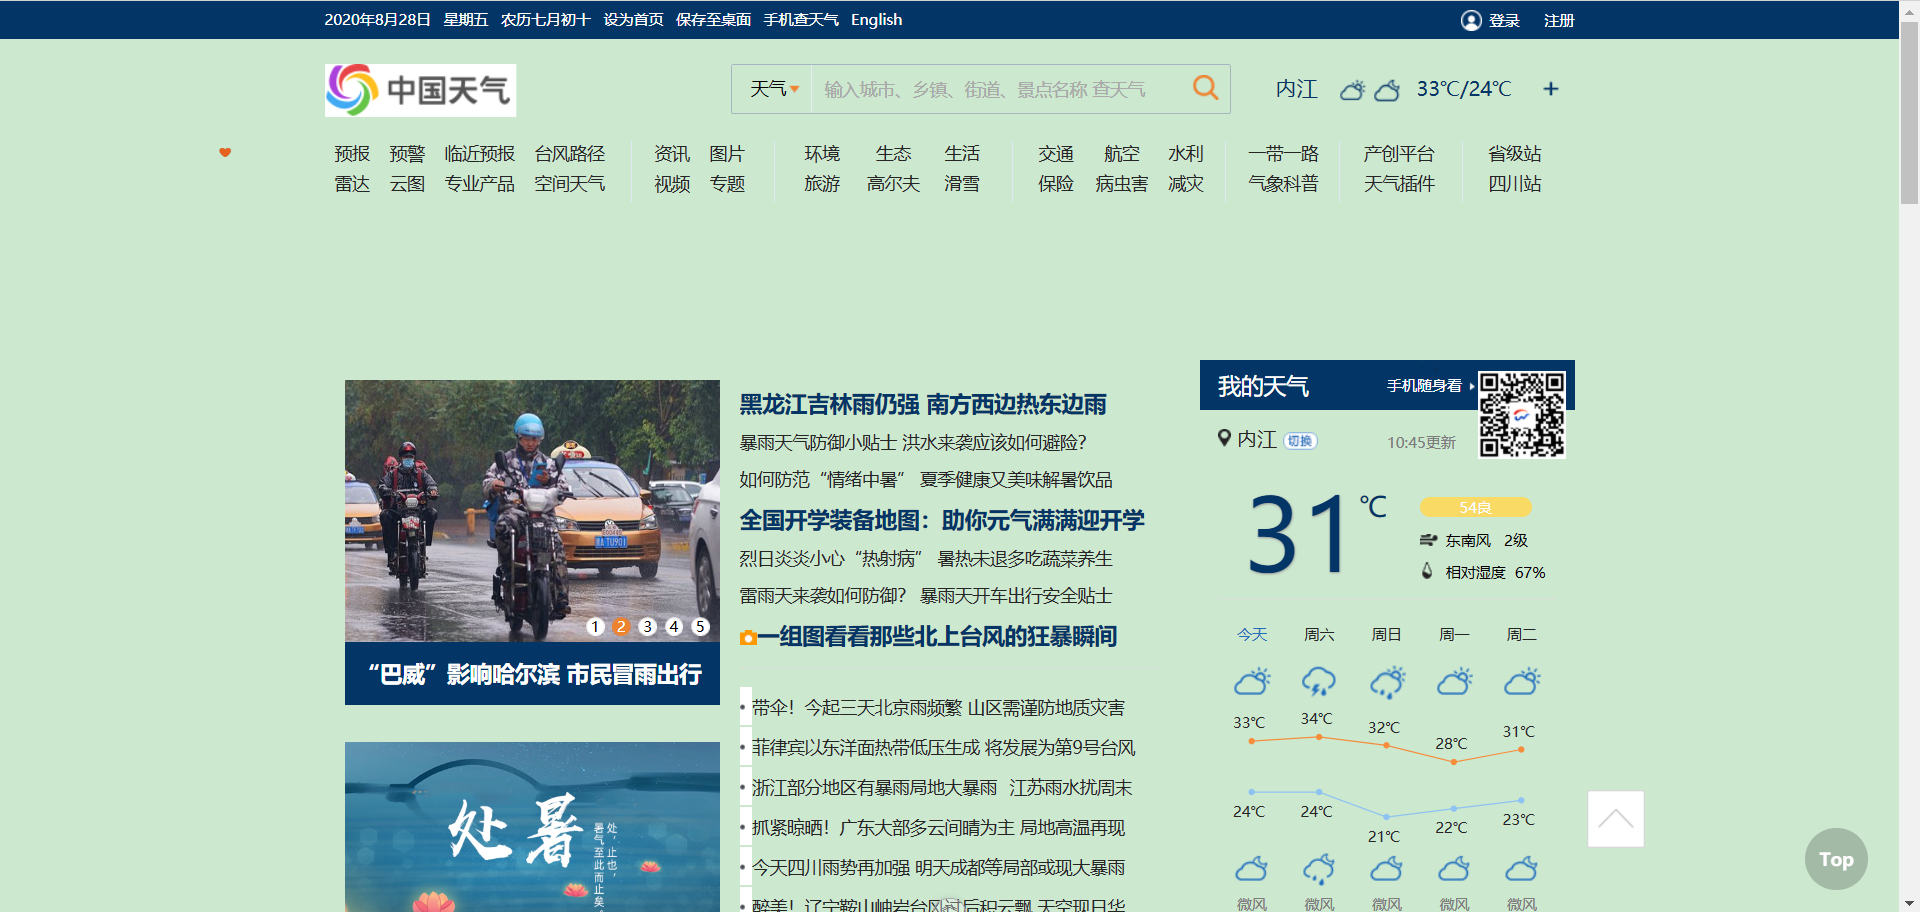 2020年8月28日 星期五 农历七月初十 设为首页 保存至桌面 手机查天气 English
登录 注册
中国天气
天气 输入城市、乡镇、街道、景点名称 查天气
内江 33℃/24℃ +
预报 预警 临近预报 台风路径 资讯 图片 环境 生态 生活 交通 航空 水利 一带一路 产创平台 省级站
雷达 云图 专业产品 空间天气 视频 专题 旅游 高尔夫 滑雪 保险 病虫害 减灾 气象科普 天气插件 四川站
1 2 3 4 5
“巴威”影响哈尔滨 市民冒雨出行
处暑
处,止也,
暑气至此而止矣。
黑龙江吉林雨仍强 南方西边热东边雨
暴雨天气防御小贴士 洪水来袭应该如何避险?
如何防范“情绪中暑” 夏季健康又美味解暑饮品
全国开学装备地图:助你元气满满迎开学
烈日炎炎小心“热射病” 暑热未退多吃蔬菜养生
雷雨天来袭如何防御? 暴雨天开车出行安全贴士
一组图看看那些北上台风的狂暴瞬间
带伞!今起三天北京雨频繁 山区需谨防地质灾害
菲律宾以东洋面热带低压生成 将发展为第9号台风
浙江部分地区有暴雨局地大暴雨 江苏雨水扰周末
抓紧晾晒!广东大部多云间晴为主 局地高温再现
今天四川雨势再加强 明天成都等局部或现大暴雨
醉美!辽宁鞍山岫岩台风 后积云飘 天空现日华
我的天气 手机随身看
内江 切换 10:45更新
31℃
54良
东南风 2级
相对湿度 67%
今天 周六 周日 周一 周二
33℃ 34℃ 32℃ 28℃ 31℃
24℃ 24℃ 21℃ 22℃ 23℃
微风 微风 微风 微风 微风
Top